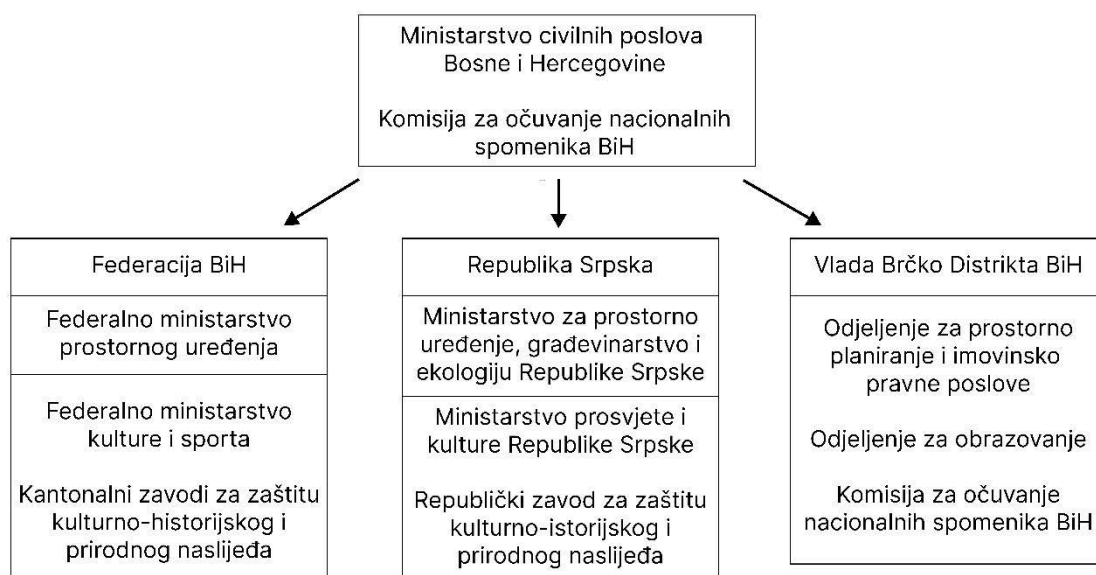 Ministarstvo civilnih poslova
Bosne i Hercegovine
Komisija za očuvanje nacionalnih
spomenika BiH
Federacija BiH
Federalno ministarstvo
prostornog uređenja
Federalno ministarstvo
kulture i sporta
Kantonalni zavodi za zaštitu
kulturno-historijskog i
prirodnog naslijeđa
Republika Srpska
Ministarstvo za prostorno
uređenje, građevinarstvo i
ekologiju Republike Srpske
Ministarstvo prosvjete i
kulture Republike Srpske
Republički zavod za zaštitu
kulturno-istorijskog i
prirodnog naslijeđa
Vlada Brčko Distrikta BiH
Odjeljenje za prostorno
planiranje i imovinsko
pravne poslove
Odjeljenje za obrazovanje
Komisija za očuvanje
nacionalnih spomenika BiH